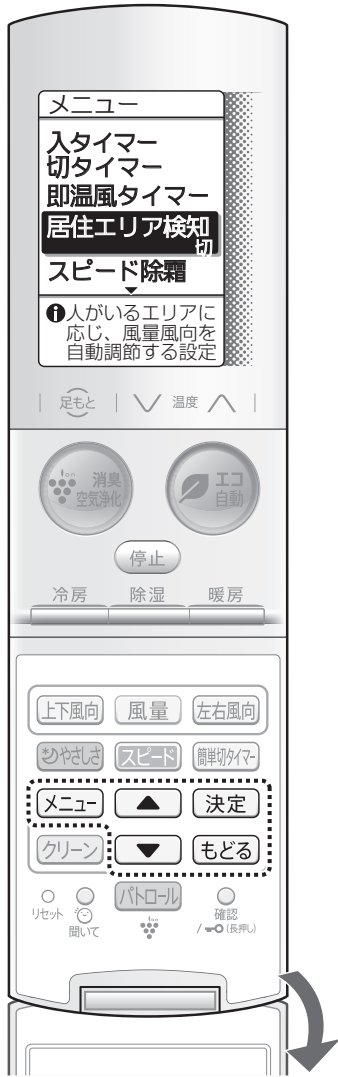 メニュー
入タイマー
切タイマー
即温風タイマー
居住エリア検知
切
スピード除霜
人がいるエリアに
応じ、風量風向を
自動調節する設定
足もと 温度
ion 消臭 空気浄化
エコ 自動
停止
冷房 除湿 暖房
上下風向 風量 左右風向
やさしさ スピード 簡単切タイマー
メニュー ▲ 決定
クリーン ▼ もどる
リセット 聞いて パトロール ion 確認 / (長押し)